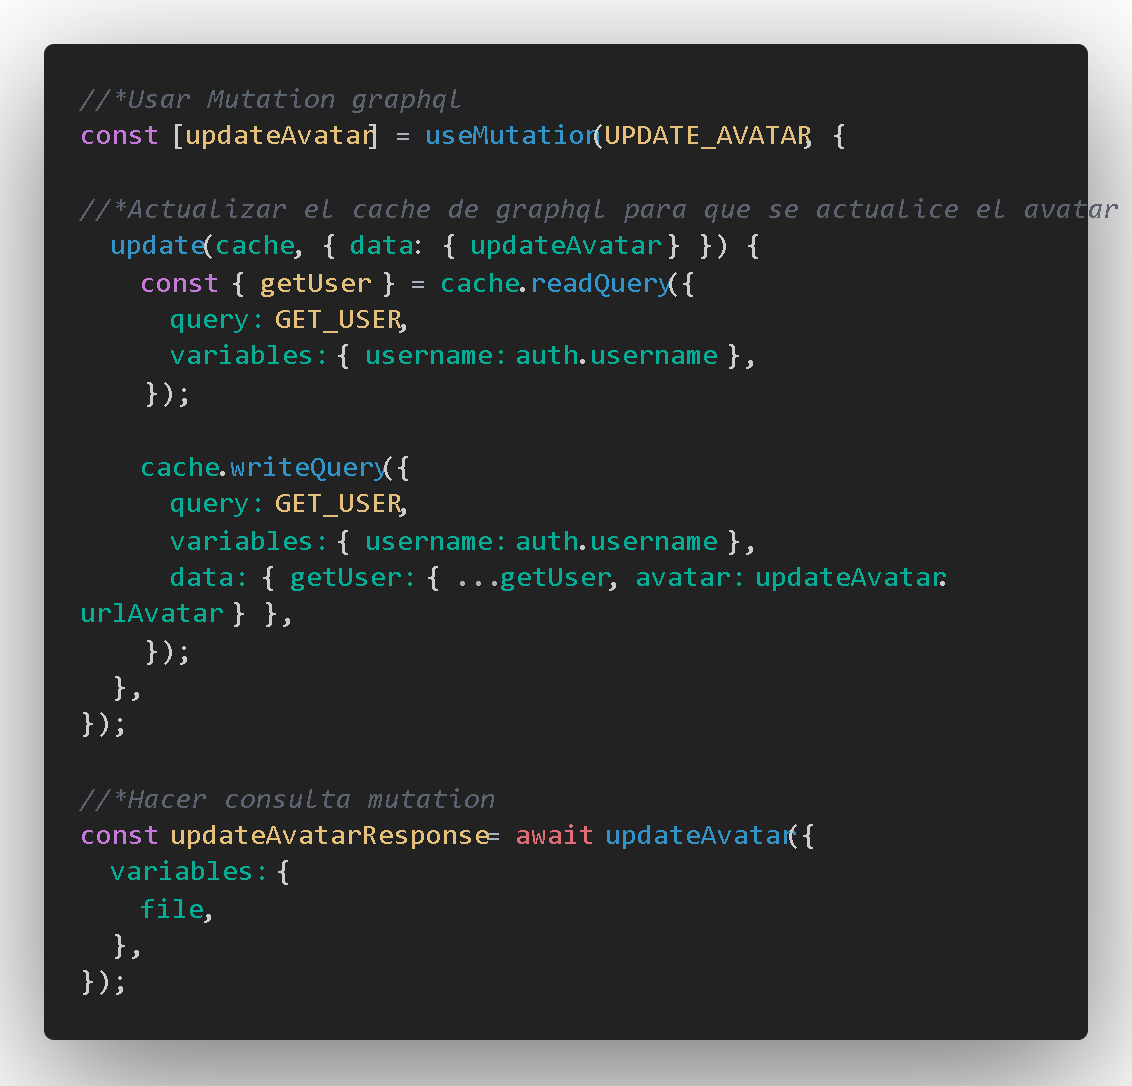 //*Usar Mutation graphql
const [updateAvatar] = useMutation(UPDATE_AVATAR, {
//*Actualizar el cache de graphql para que se actualice el avatar
  update(cache, { data: { updateAvatar } }) {
    const { getUser } = cache.readQuery({
      query: GET_USER,
      variables: { username: auth.username },
    });
    cache.writeQuery({
      query: GET_USER,
      variables: { username: auth.username },
      data: { getUser: { ...getUser, avatar: updateAvatar.
urlAvatar } },
    });
  },
});
//*Hacer consulta mutation
const updateAvatarResponse = await updateAvatar({
  variables: {
    file,
  },
});